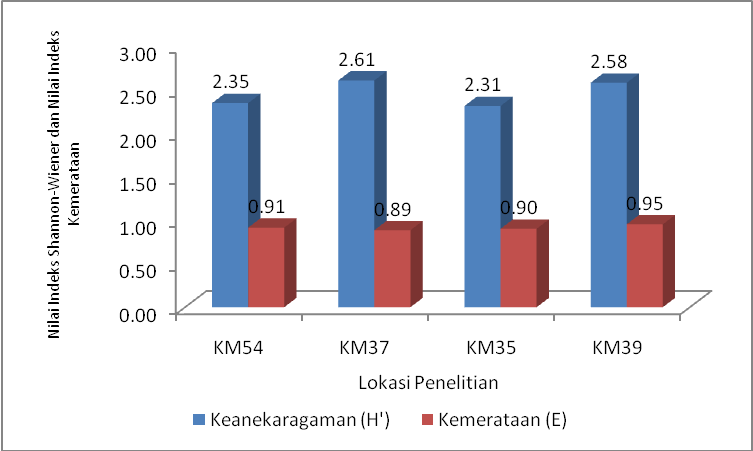 Nilai Indeks Shannon-Wiener dan Nilai Indeks
Kemerataan
3.00
2.50
2.00
1.50
1.00
0.50
0.00
2.35
0.91
2.61
0.89
2.31
0.90
2.58
0.95
KM54
KM37
KM35
KM39
Lokasi Penelitian
Keanekaragaman (H')
Kemerataan (E)